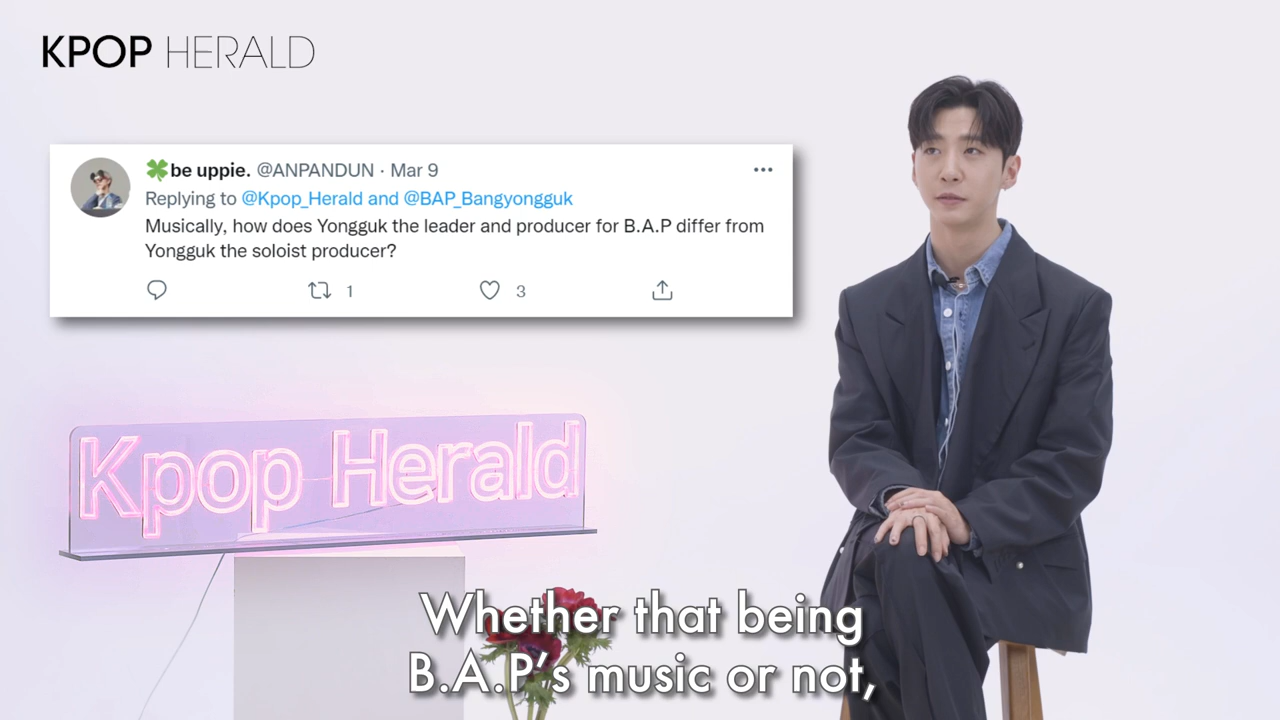 KPOP HERALD
be uppie. @ANPANDUN · Mar 9
Replying to @Kpop_Herald and @BAP_Bangyongguk
Musically, how does Yongguk the leader and producer for B.A.P differ from
Yongguk the soloist producer?
1 3
Kpop Herald
Whether that being
B.A.P's music or not,